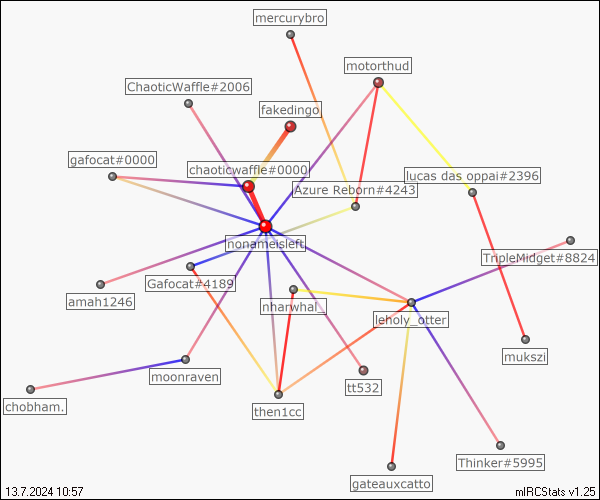 mercurybro
motorthud
ChaoticWaffle#2006
fakedingo
gafocat#0000
chaoticwaffle#0000
lucas das oppai#2396
Azure Reborn#4243
nonameisleft
TripleMidget#8824
Gafocat#4189
amah1246
nharwhal_
leholy_otter
mukszi
moonraven
tt532
chobham.
then1cc
Thinker#5995
gateauxcatto
13.7.2024 10:57
mIRCStats v1.25